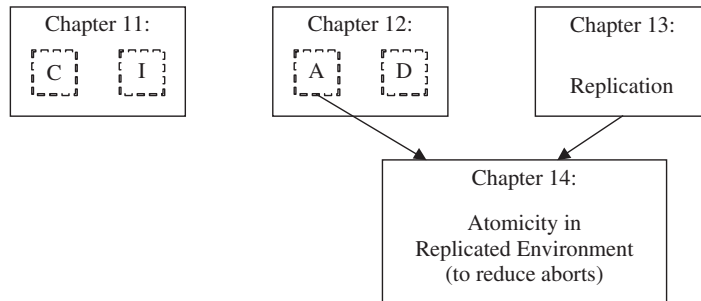 Chapter 11:
C I
Chapter 12:
A D
Chapter 13:
Replication
Chapter 14:
Atomicity in
Replicated Environment
(to reduce aborts)